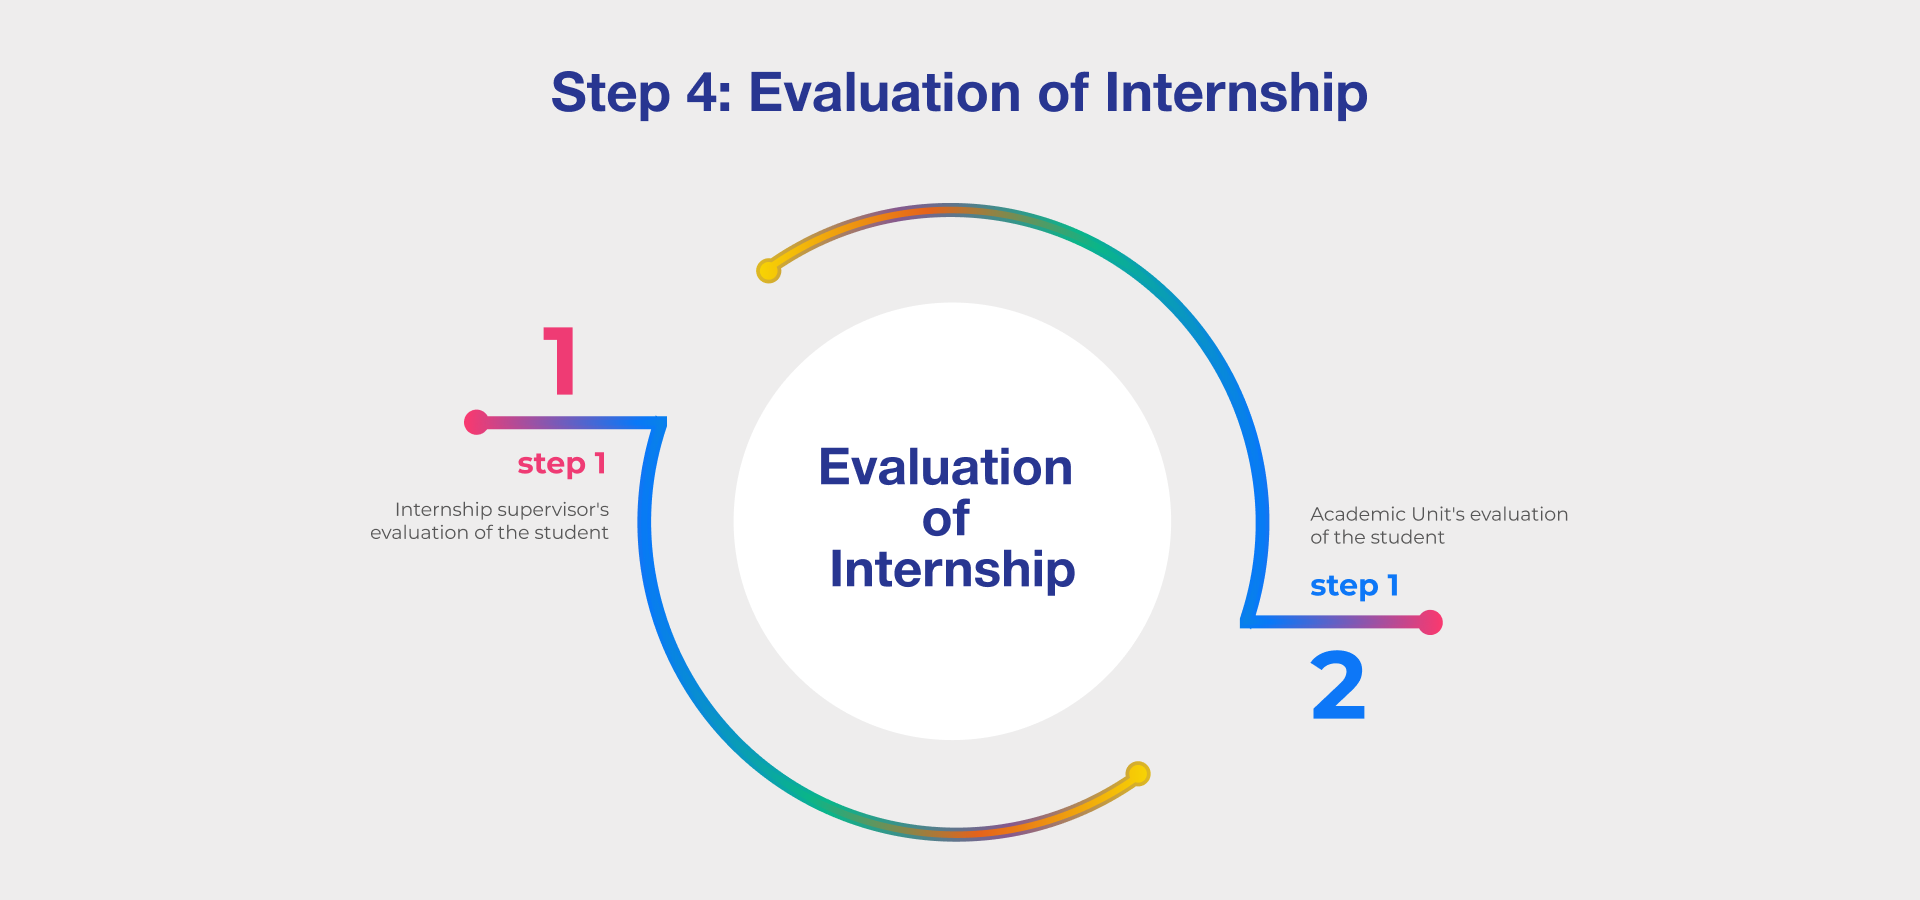 Step 4: Evaluation of Internship
1
step 1
Internship supervisor's
evaluation of the student
Evaluation
of
Internship
Academic Unit's evaluation
of the student
step 1
2